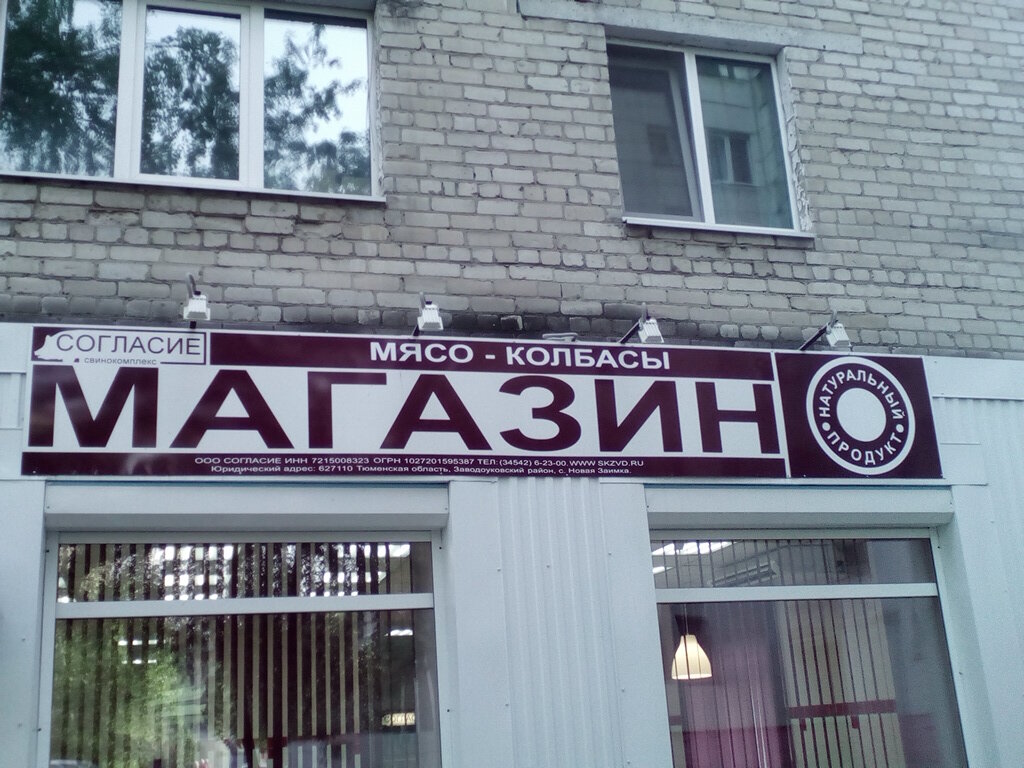 СОГЛАСИЕ
СВИНОКОМПЛЕКС
МЯСО - КОЛБАСЫ
МАГАЗИН
НАТУРАЛЬНЫЙ
ПРОДУКТ
ООО СОГЛАСИЕ ИНН 7215008323 ОГРН 1027201595387 ТЕЛ:(34542) 6-23-00, WWW.SKZVD.RU
Юридический адрес: 627110 Тюменская область, Заводоуковский район, с. Новая Заимка.